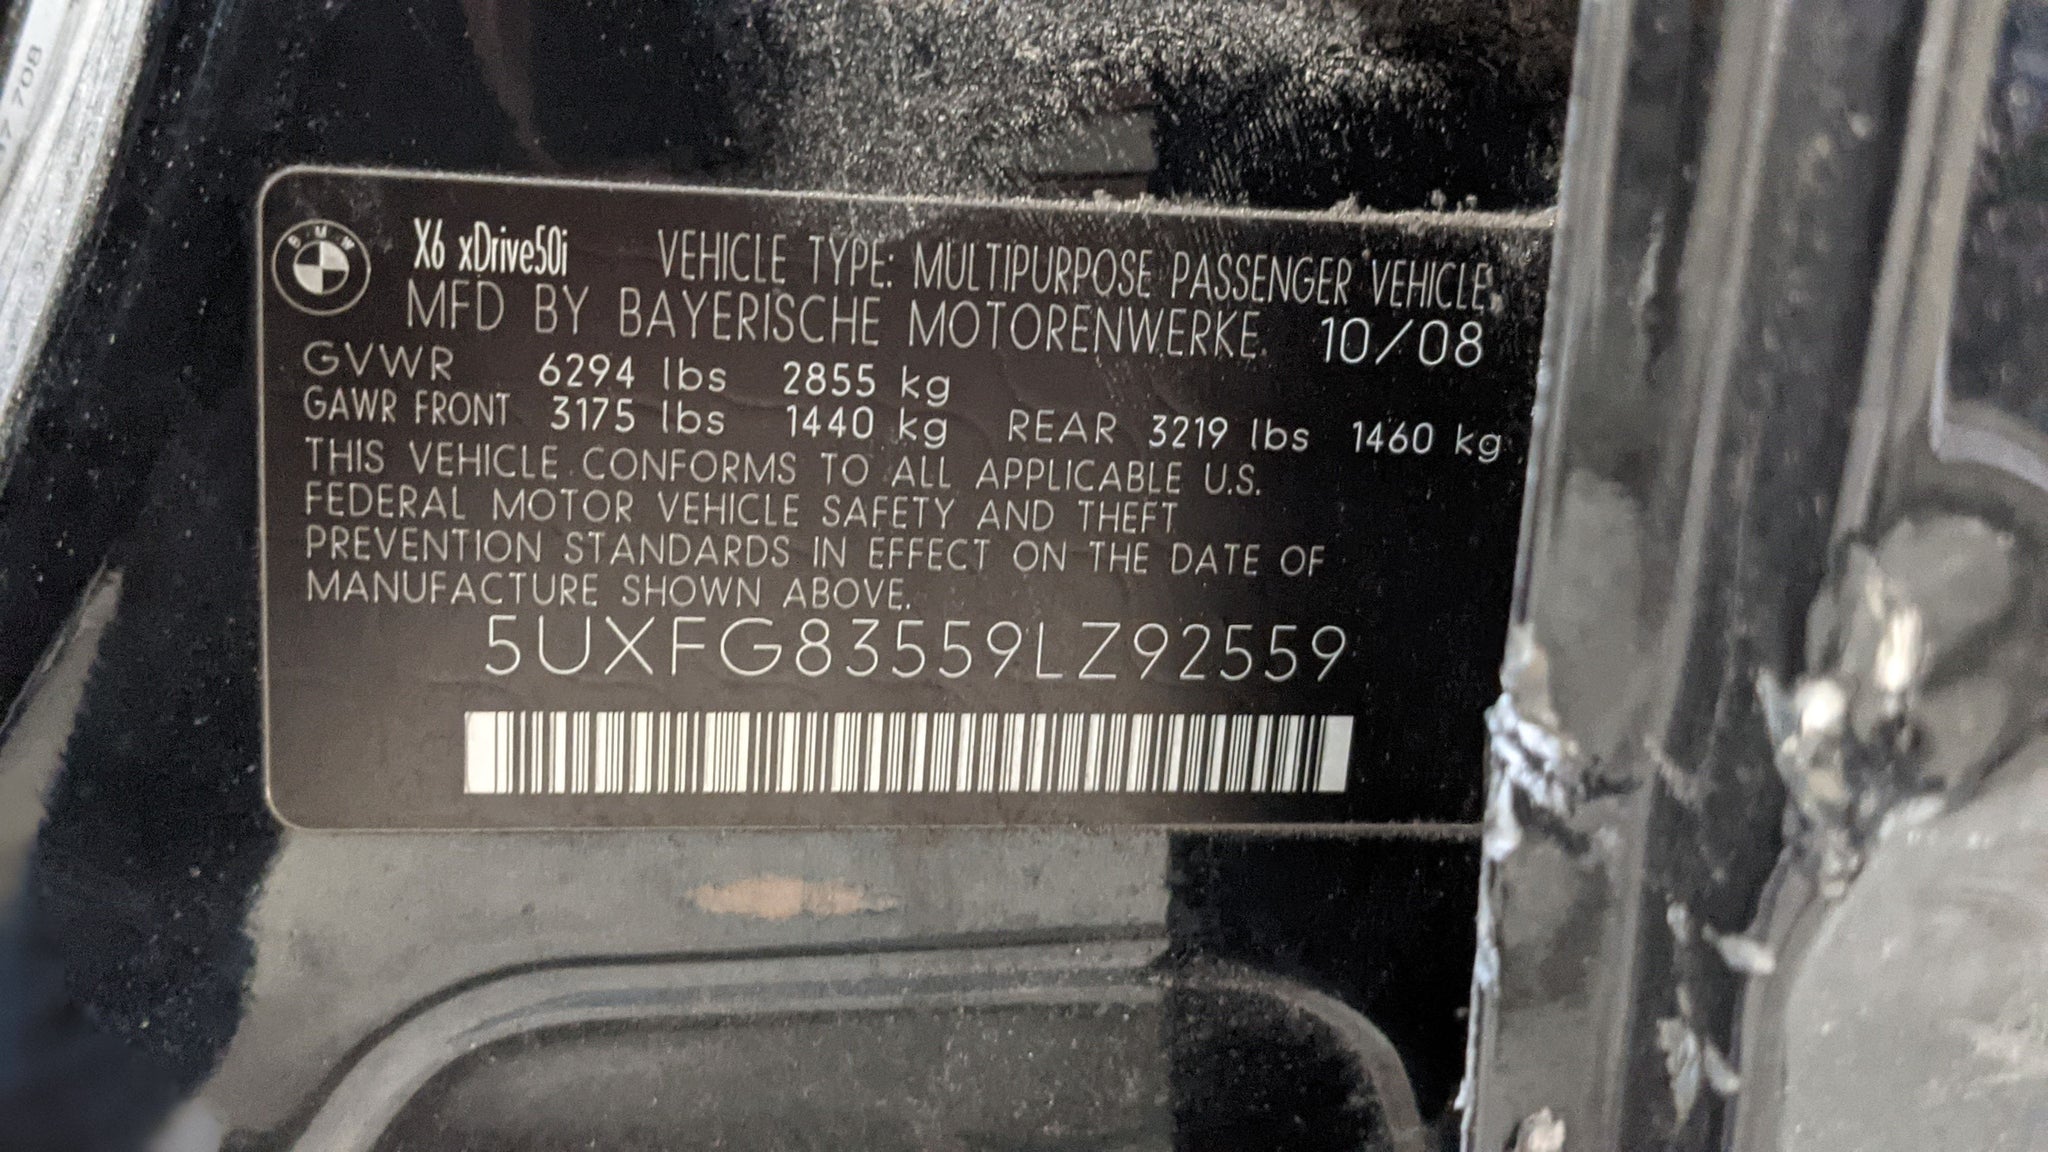 708
BMW
X6 xDrive50i VEHICLE TYPE: MULTIPURPOSE PASSENGER VEHICLE
MFD BY BAYERISCHE MOTORENWERKE. 10/08
GVWR 6294 lbs 2855 kg
GAWR FRONT 3175 lbs 1440 kg REAR 3219 lbs 1460 kg
THIS VEHICLE CONFORMS TO ALL APPLICABLE U.S.
FEDERAL MOTOR VEHICLE SAFETY AND THEFT
PREVENTION STANDARDS IN EFFECT ON THE DATE OF
MANUFACTURE SHOWN ABOVE.
5UXFG83559LZ92559